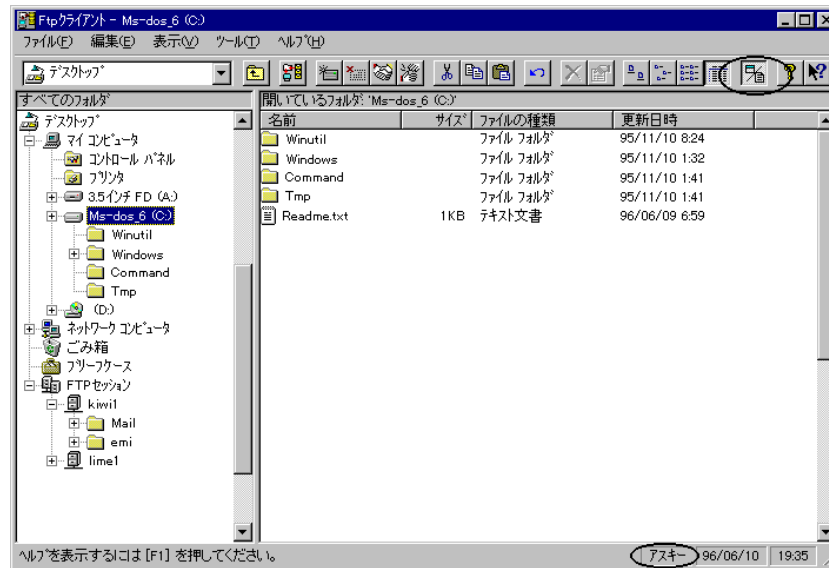 Ftpクライアント - Ms-dos_6 (C:)
ファイル(F) 編集(E) 表示(V) ツール(T) ヘルプ(H)
デスクトップ
すべてのフォルダ
開いているフォルダ: 'Ms-dos_6 (C:)'
名前 サイズ ファイルの種類 更新日時
デスクトップ
マイ コンピュータ
コントロール パネル
プリンタ
3.5インチ FD (A:)
Ms-dos_6 (C:)
Winutil
Windows
Command
Tmp
(D:)
ネットワーク コンピュータ
ごみ箱
ブリーフケース
FTPセッション
kiwi1
Mail
emi
lime1
Winutil ファイル フォルダ 95/11/10 8:24
Windows ファイル フォルダ 95/11/10 1:32
Command ファイル フォルダ 95/11/10 1:41
Tmp ファイル フォルダ 95/11/10 1:41
Readme.txt 1KB テキスト文書 96/06/09 6:59
ヘルプを表示するには [F1] を押してください。 アスキー 96/06/10 19:35